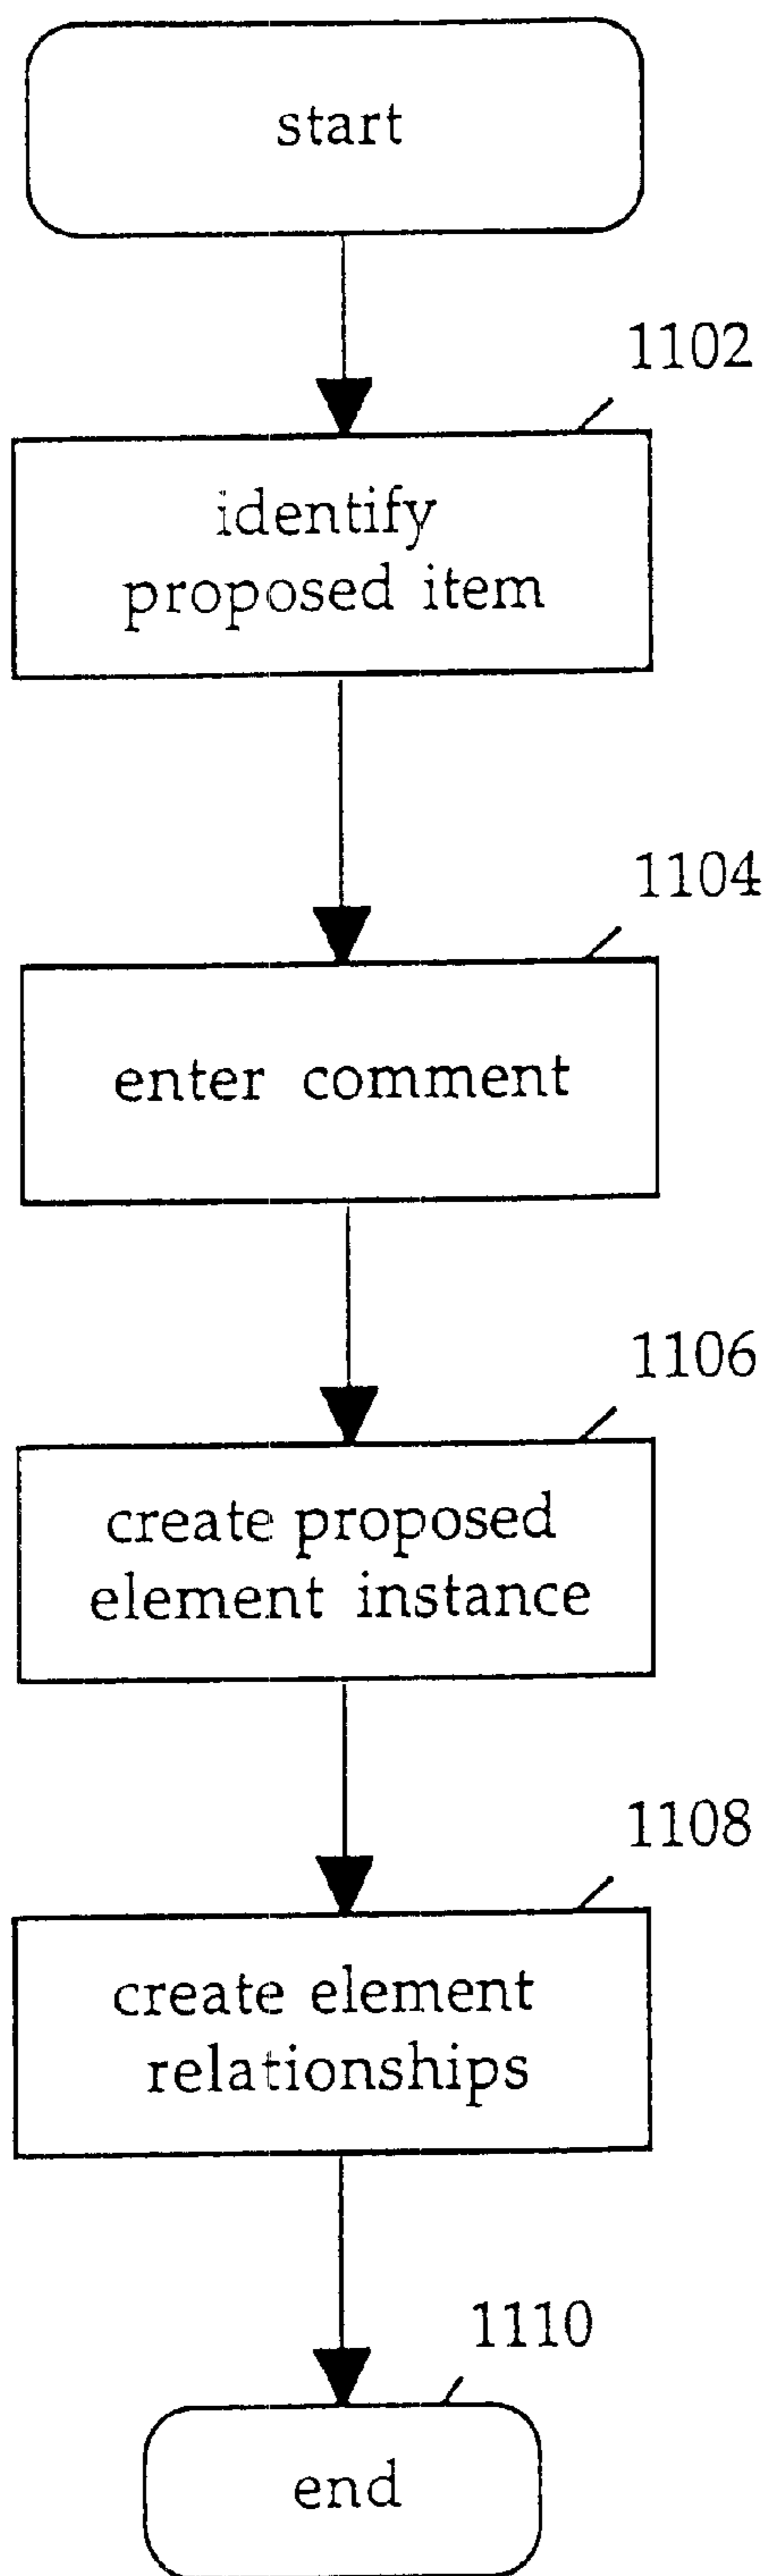 start
1102
identify
proposed item
1104
enter comment
1106
create proposed
element instance
1108
create element
relationships
1110
end